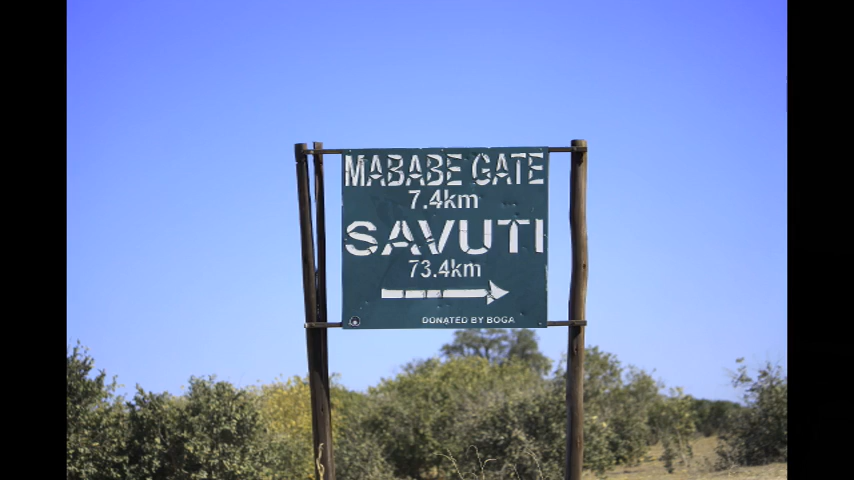 MABABE GATE
7.4km
SAVUTI
73.4km
DONATED BY BOGA